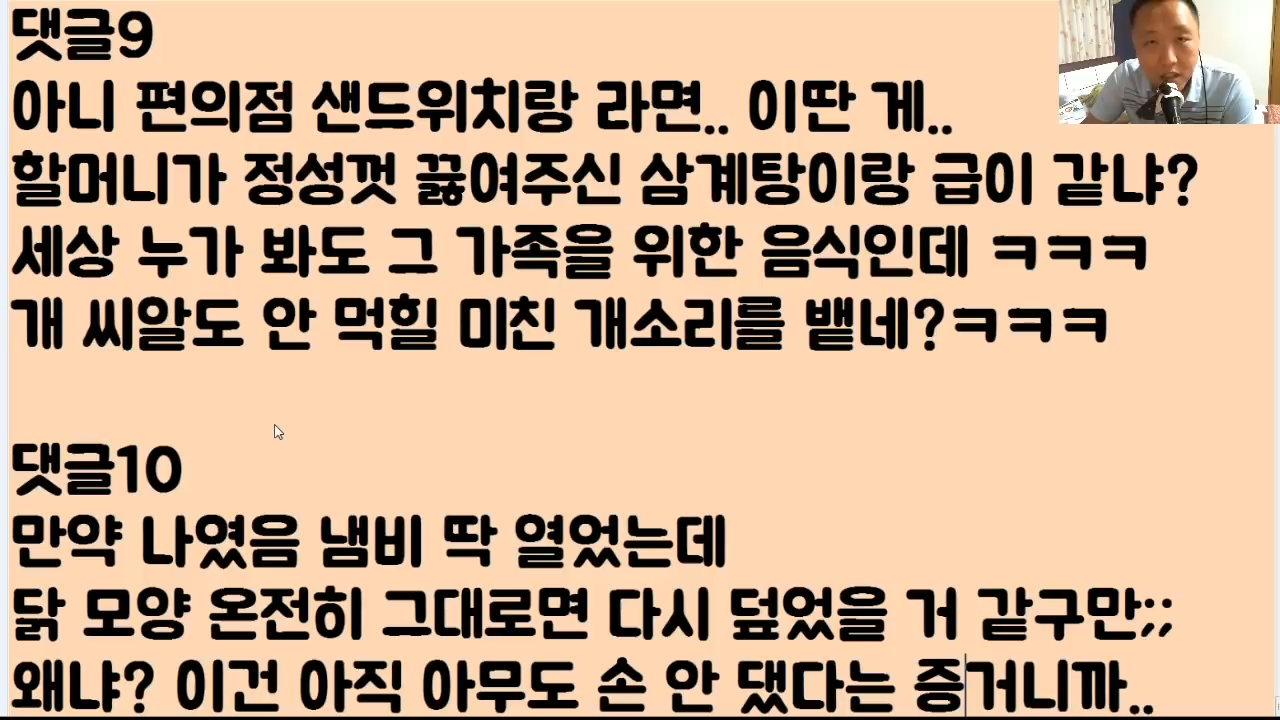 댓글9
아니 편의점 샌드위치랑 라면.. 이딴 게..
할머니가 정성껏 끓여주신 삼계탕이랑 급이 같냐?
세상 누가 봐도 그 가족을 위한 음식인데 ㅋㅋㅋ
개 씨알도 안 먹힐 미친 개소리를 뱉네?ㅋㅋㅋ
댓글10
만약 나였음 냄비 딱 열었는데
닭 모양 온전히 그대로면 다시 덮었을 거 같구만;;
왜냐? 이건 아직 아무도 손 안 댔다는 증거니까..